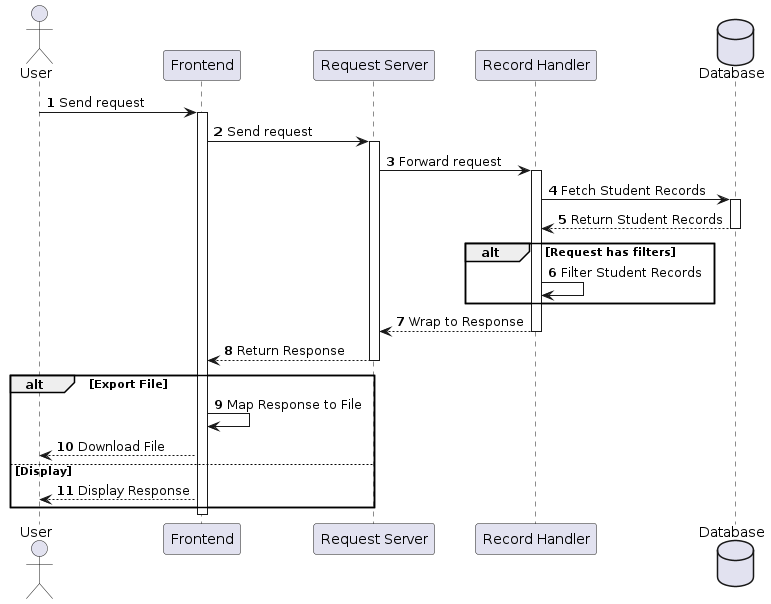 User
Frontend
Request Server
Record Handler
Database
1 Send request
2 Send request
3 Forward request
4 Fetch Student Records
5 Return Student Records
alt [Request has filters]
6 Filter Student Records
7 Wrap to Response
8 Return Response
alt [Export File]
9 Map Response to File
10 Download File
[Display]
11 Display Response
User
Frontend
Request Server
Record Handler
Database